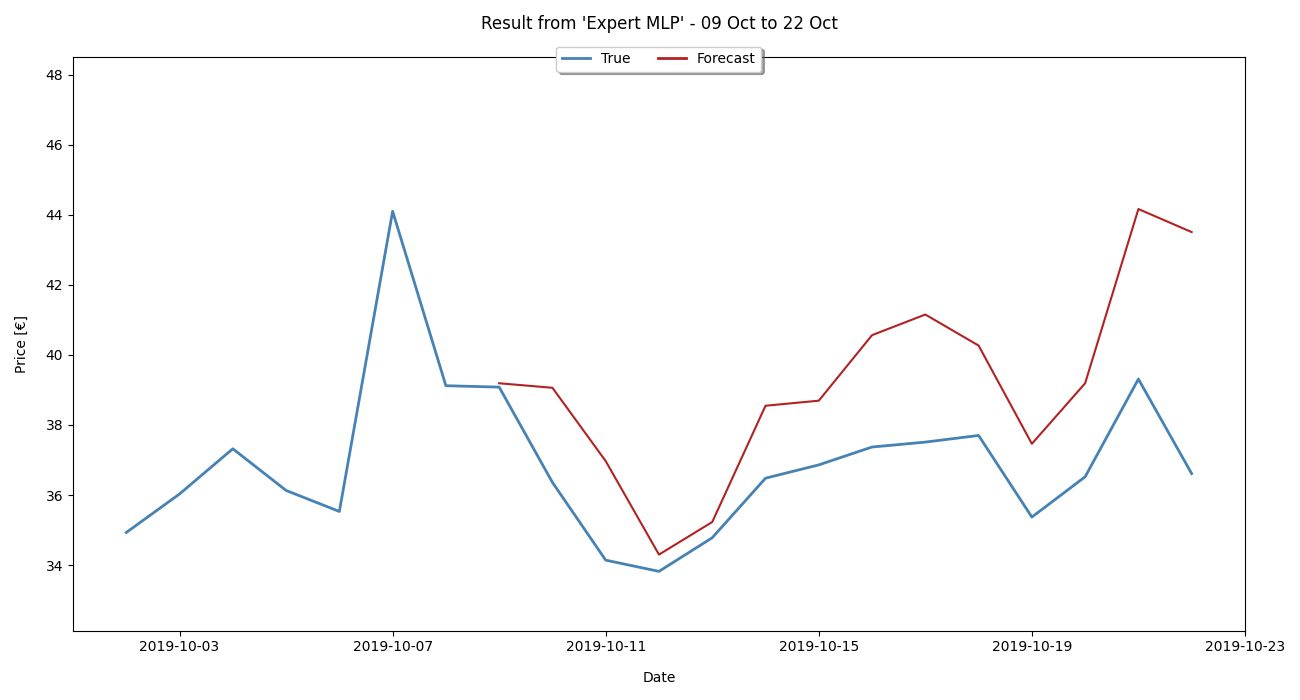 Result from 'Expert MLP' - 09 Oct to 22 Oct
True Forecast
48
46
44
42
40
38
36
34
Price [€]
2019-10-03 2019-10-07 2019-10-11 2019-10-15 2019-10-19 2019-10-23
Date